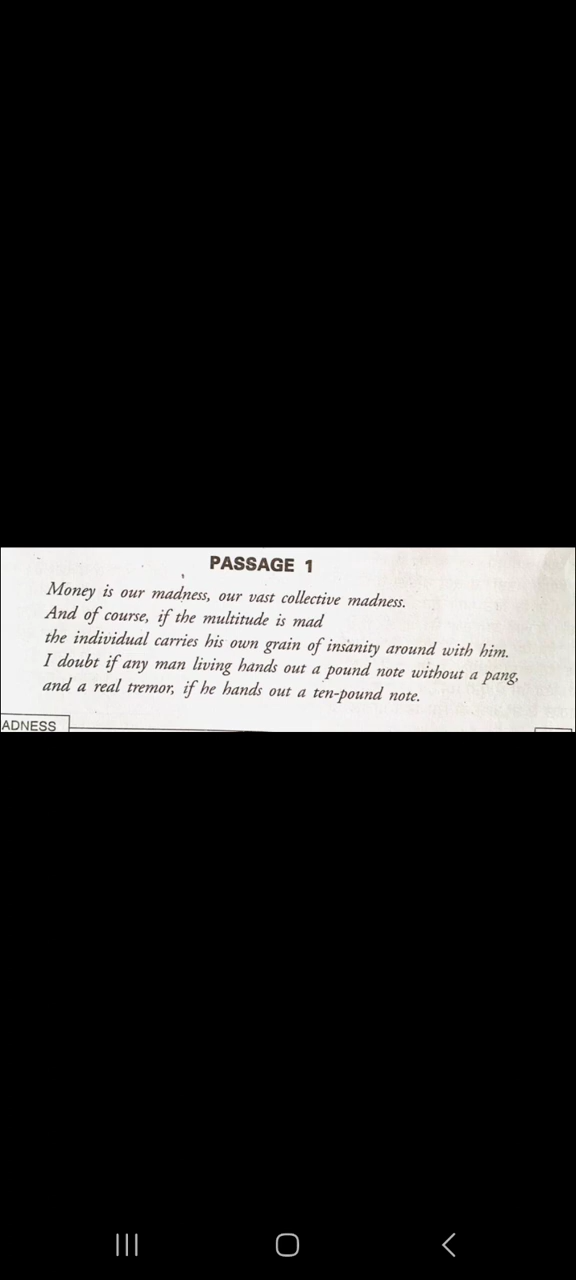 PASSAGE 1
Money is our madness, our vast collective madness.
And of course, if the multitude is mad
the individual carries his own grain of insanity around with him.
I doubt if any man living hands out a pound note without a pang,
and a real tremor, if he hands out a ten-pound note.
ADNESS